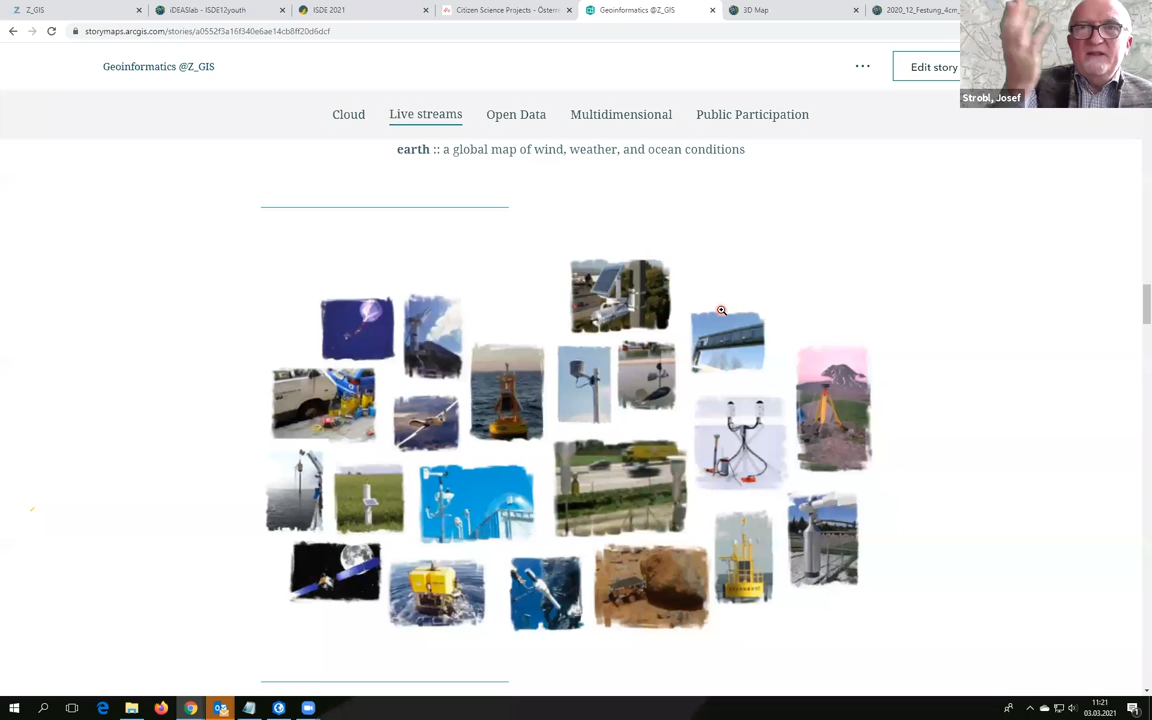 Z_GIS
iDEASlab - ISDE12youth
ISDE 2021
Citizen Science Projects - Österr
Geoinformatics @Z_GIS
3D Map
2020_12_Festung_4cm_
storymaps.arcgis.com/stories/a0552f3a16f340e6ae14cb8ff20d6dcf
Geoinformatics @Z_GIS
Edit story
Strobl, Josef
Cloud
Live streams
Open Data
Multidimensional
Public Participation
earth :: a global map of wind, weather, and ocean conditions
11:21
03.03.2021